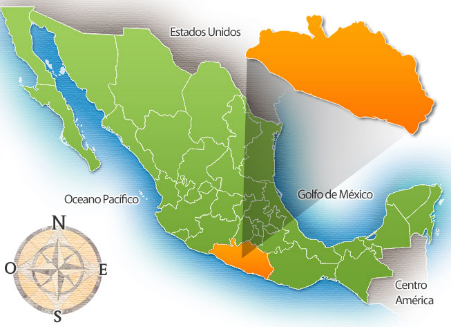 Estados Unidos
Golfo de México
Oceano Pacífico
N
O
E
S
Centro
América